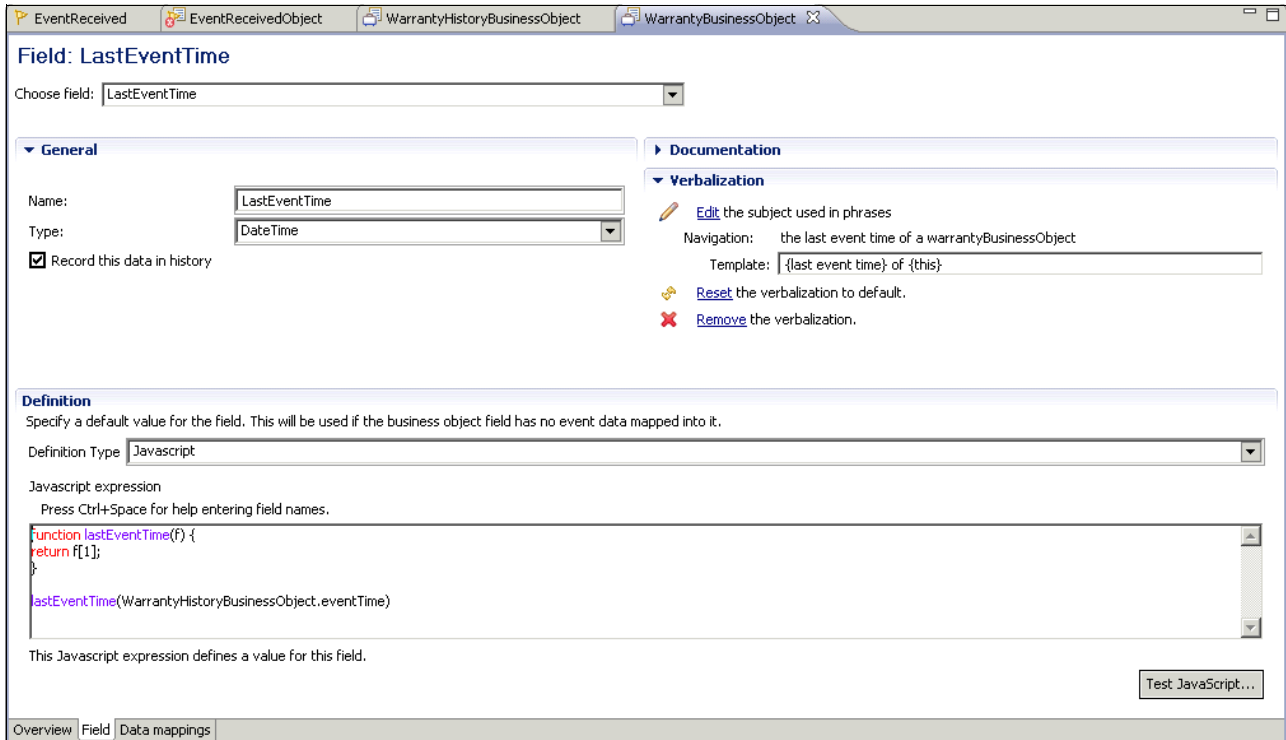 EventReceived EventReceivedObject WarrantyHistoryBusinessObject WarrantyBusinessObject
Field: LastEventTime
Choose field: LastEventTime
General
Name: LastEventTime
Type: DateTime
Record this data in history
Documentation
Verbalization
Edit the subject used in phrases
Navigation: the last event time of a warrantyBusinessObject
Template: {last event time} of {this}
Reset the verbalization to default.
Remove the verbalization.
Definition
Specify a default value for the field. This will be used if the business object field has no event data mapped into it.
Definition Type Javascript
Javascript expression
Press Ctrl+Space for help entering field names.
function lastEventTime(f) {
return f[1];
}
lastEventTime(WarrantyHistoryBusinessObject.eventTime)
This Javascript expression defines a value for this field.
Test JavaScript...
Overview Field Data mappings